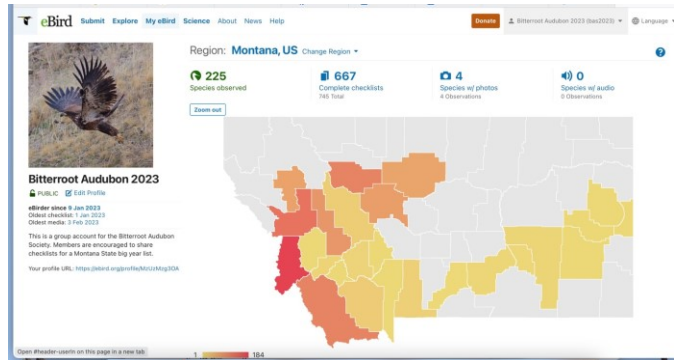 eBird Submit Explore My eBird Science About News Help Donate Bitterroot Audubon 2023 (bas2023) Language
Region: Montana, US Change Region
225
Species observed
667
Complete checklists
745 Total
4
Species w/ photos
4 Observations
0
Species w/ audio
0 Observations
Zoom out
Bitterroot Audubon 2023
PUBLIC Edit Profile
eBirder since 9 Jan 2023
Oldest checklist: 1 Jan 2023
Oldest media: 3 Feb 2023
This is a group account for the Bitterroot Audubon
Society. Members are encouraged to share
checklists for a Montana State big year list.
Your profile URL: https://ebird.org/profile/MzUzMzg3OA
Open #header-userIn on this page in a new tab
1 184